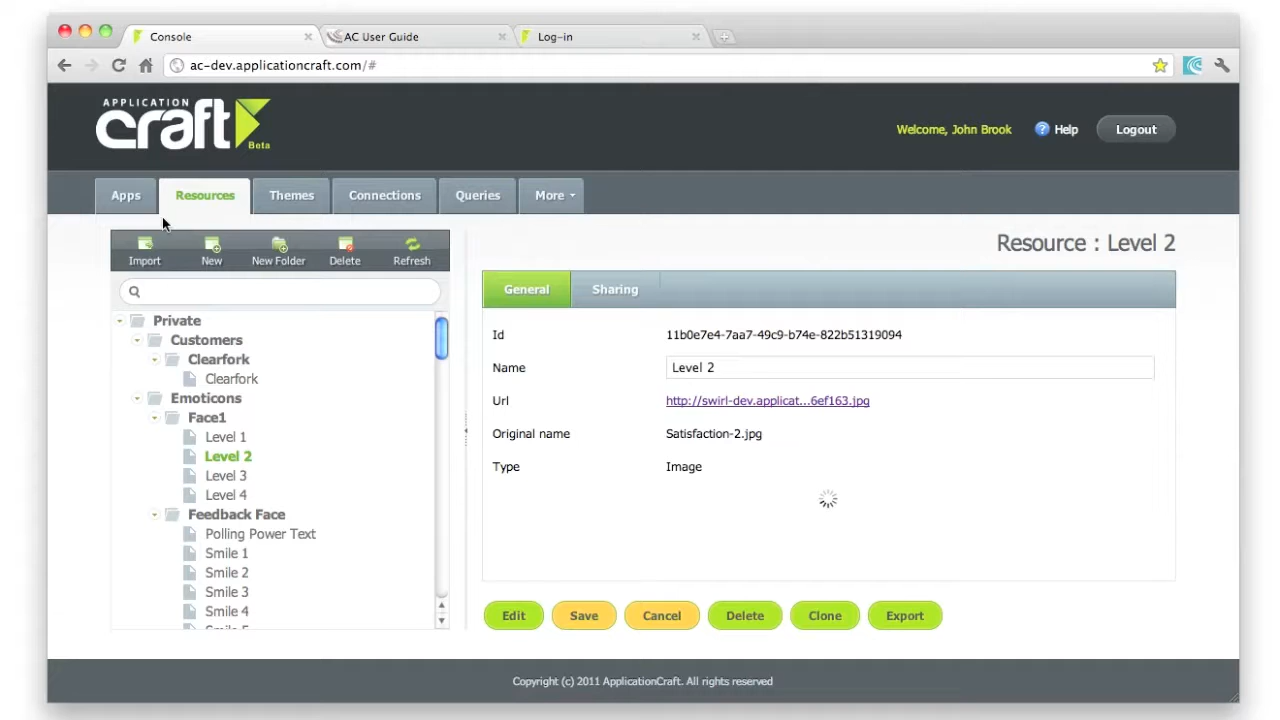 Console
AC User Guide
Log-in
ac-dev.applicationcraft.com/#
APPLICATION
craft
Beta
Welcome, John Brook
Help
Logout
Apps
Resources
Themes
Connections
Queries
More
Import
New
New Folder
Delete
Refresh
Private
Customers
Clearfork
Clearfork
Emoticons
Face1
Level 1
Level 2
Level 3
Level 4
Feedback Face
Polling Power Text
Smile 1
Smile 2
Smile 3
Smile 4
Resource : Level 2
General
Sharing
Id 11b0e7e4-7aa7-49c9-b74e-822b51319094
Name Level 2
Url http://swirl-dev.applicat...6ef163.jpg
Original name Satisfaction-2.jpg
Type Image
Edit
Save
Cancel
Delete
Clone
Export
Copyright (c) 2011 ApplicationCraft. All rights reserved